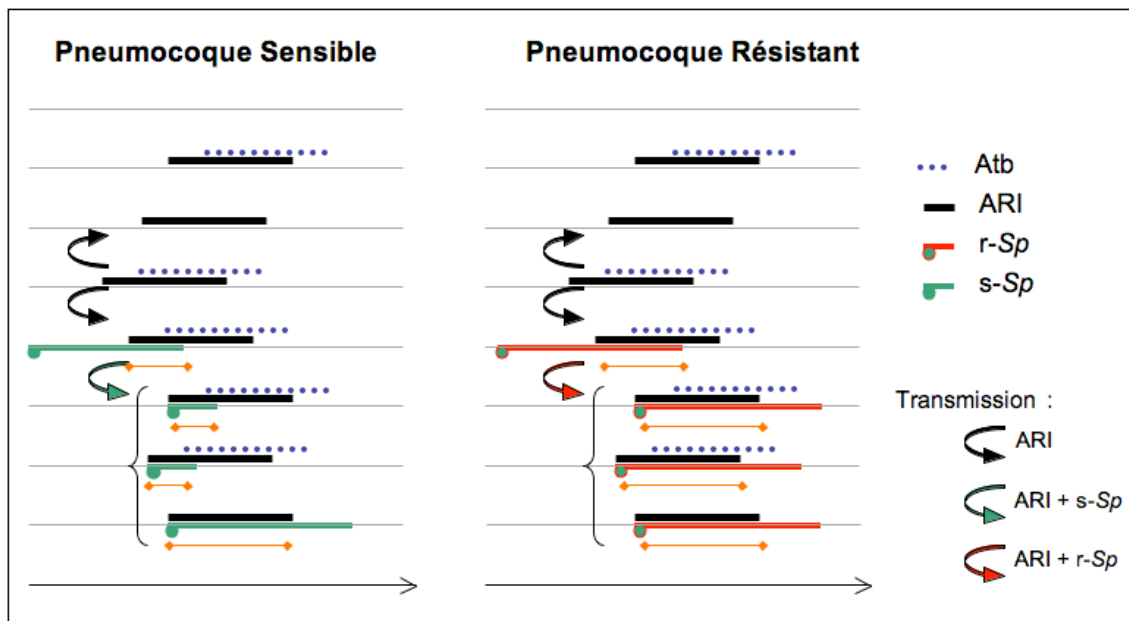 Pneumocoque Sensible
Pneumocoque Résistant
Atb
ARI
r-Sp
s-Sp
Transmission :
ARI
ARI + s-Sp
ARI + r-Sp